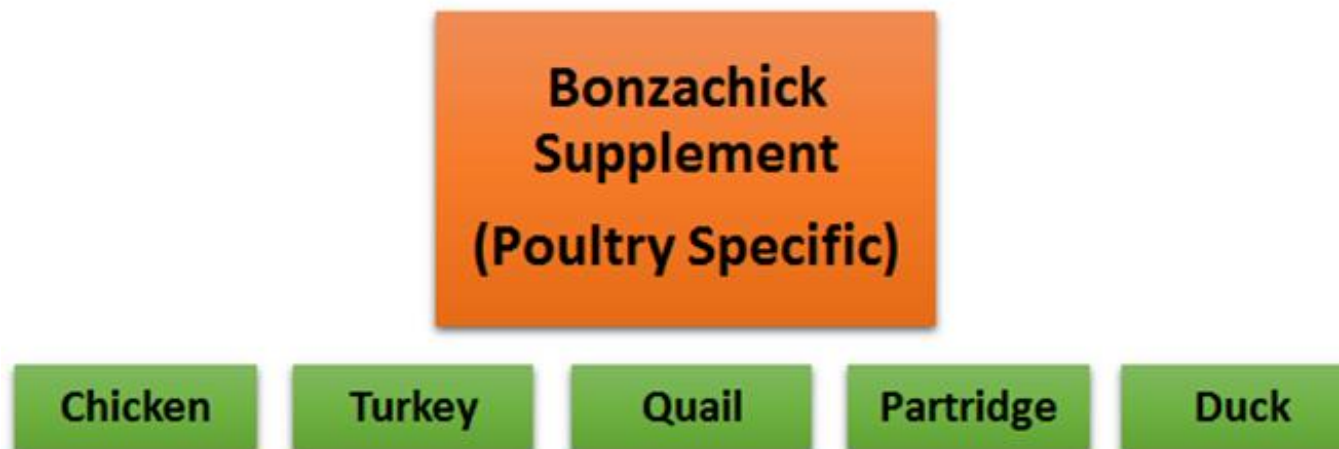 Bonzachick
Supplement
(Poultry Specific)
Chicken
Turkey
Quail
Partridge
Duck